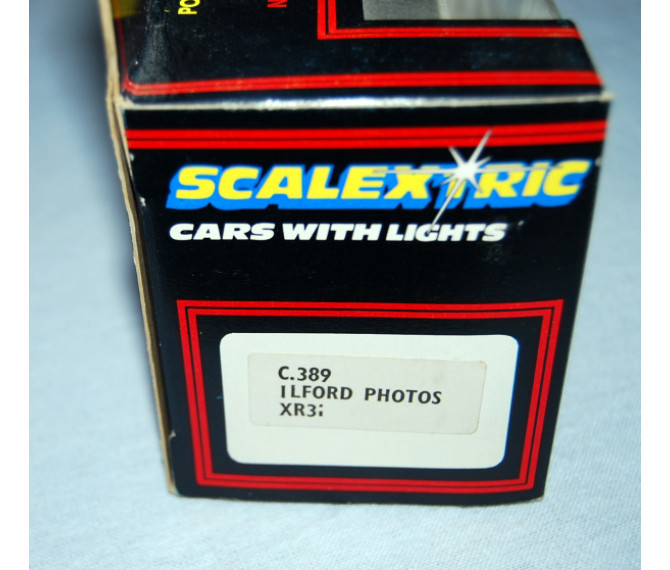 SCALEXTRIC
CARS WITH LIGHTS
C.389
ILFORD PHOTOS
XR3i